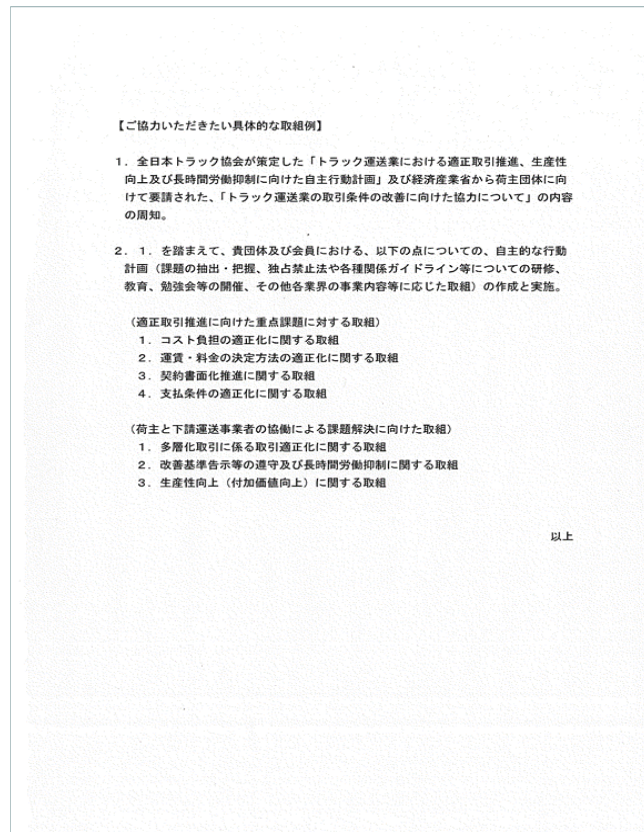 【ご協力いただきたい具体的な取組例】
1．全日本トラック協会が策定した「トラック運送業における適正取引推進、生産性
向上及び長時間労働抑制に向けた自主行動計画」及び経済産業省から荷主団体に向
けて要請された、「トラック運送業の取引条件の改善に向けた協力について」の内容
の周知。
2．1．を踏まえて、貴団体及び会員における、以下の点についての、自主的な行動
計画（課題の抽出・把握、独占禁止法や各種関係ガイドライン等についての研修、
教育、勉強会等の開催、その他各業界の事業内容等に応じた取組）の作成と実施。
（適正取引推進に向けた重点課題に対する取組）
1．コスト負担の適正化に関する取組
2．運賃・料金の決定方法の適正化に関する取組
3．契約書面化推進に関する取組
4．支払条件の適正化に関する取組
（荷主と下請運送事業者の協働による課題解決に向けた取組）
1．多層化取引に係る取引適正化に関する取組
2．改善基準告示等の遵守及び長時間労働抑制に関する取組
3．生産性向上（付加価値向上）に関する取組
以上